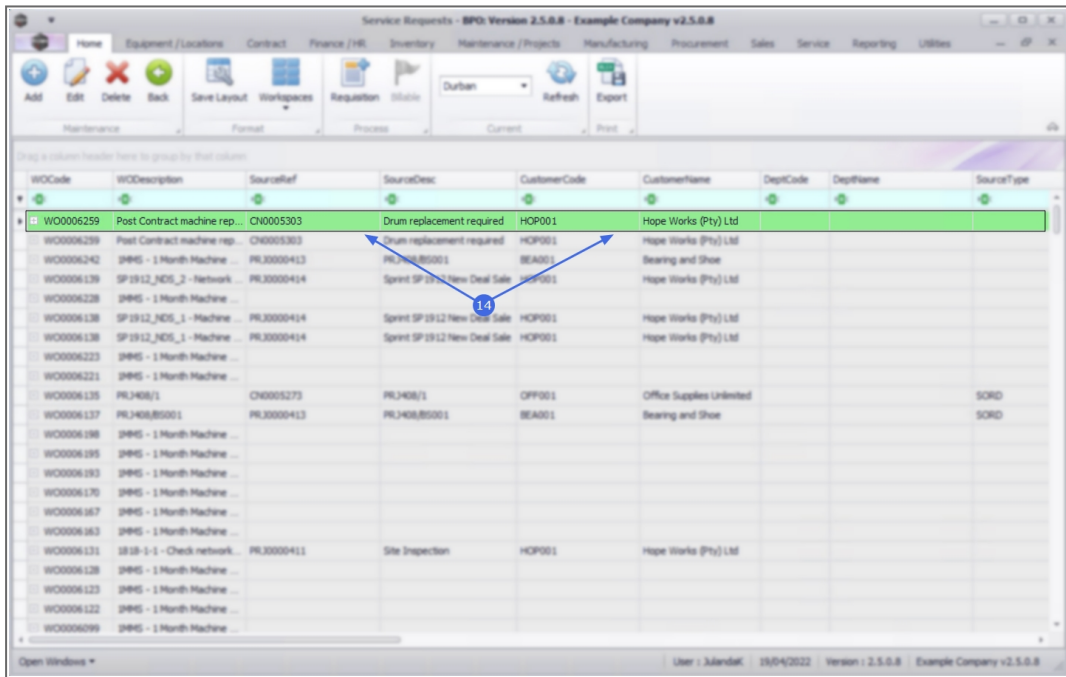 Service Requests - BPO: Version 2.5.0.8 - Example Company v2.5.0.8
Home Equipment / Locations Contract Finance / HR Inventory Maintenance / Projects Manufacturing Procurement Sales Service Reporting Utilities
Add Edit Delete Back Save Layout Workspaces Requisition Billable Durban Refresh Export
Maintenance Format Process Current Print
Drag a column header here to group by that column
WOCode WODescription SourceRef SourceDesc CustomerCode CustomerName DeptCode DeptName SourceType
WO0006259 Post Contract machine rep... CN0005303 Drum replacement required HOP001 Hope Works (Pty) Ltd
WO0006259 Post Contract machine rep... CN0005303 Drum replacement required HOP001 Hope Works (Pty) Ltd
WO0006242 1MMS - 1 Month Machine ... PRJ0000413 PRJ408/BS001 BEA001 Bearing and Shoe
WO0006139 SP1912_NDS_2 - Network ... PRJ0000414 Sprint SP1912 New Deal Sale HOP001 Hope Works (Pty) Ltd
14
WO0006228 1MMS - 1 Month Machine ...
WO0006138 SP1912_NDS_1 - Machine ... PRJ0000414 Sprint SP1912 New Deal Sale HOP001 Hope Works (Pty) Ltd
WO0006138 SP1912_NDS_1 - Machine ... PRJ0000414 Sprint SP1912 New Deal Sale HOP001 Hope Works (Pty) Ltd
WO0006223 1MMS - 1 Month Machine ...
WO0006221 1MMS - 1 Month Machine ...
WO0006135 PRJ408/1 CN0005273 PRJ408/1 OFF001 Office Supplies Unlimited SORD
WO0006137 PRJ408/BS001 PRJ0000413 PRJ408/BS001 BEA001 Bearing and Shoe SORD
WO0006198 1MMS - 1 Month Machine ...
WO0006195 1MMS - 1 Month Machine ...
WO0006193 1MMS - 1 Month Machine ...
WO0006170 1MMS - 1 Month Machine ...
WO0006167 1MMS - 1 Month Machine ...
WO0006163 1MMS - 1 Month Machine ...
WO0006131 1818-1-1 - Check network... PRJ0000411 Site Inspection HOP001 Hope Works (Pty) Ltd
WO0006128 1MMS - 1 Month Machine ...
WO0006123 1MMS - 1 Month Machine ...
WO0006122 1MMS - 1 Month Machine ...
WO0006099 1MMS - 1 Month Machine ...
Open Windows User : JulandaK 19/04/2022 Version : 2.5.0.8 Example Company v2.5.0.8